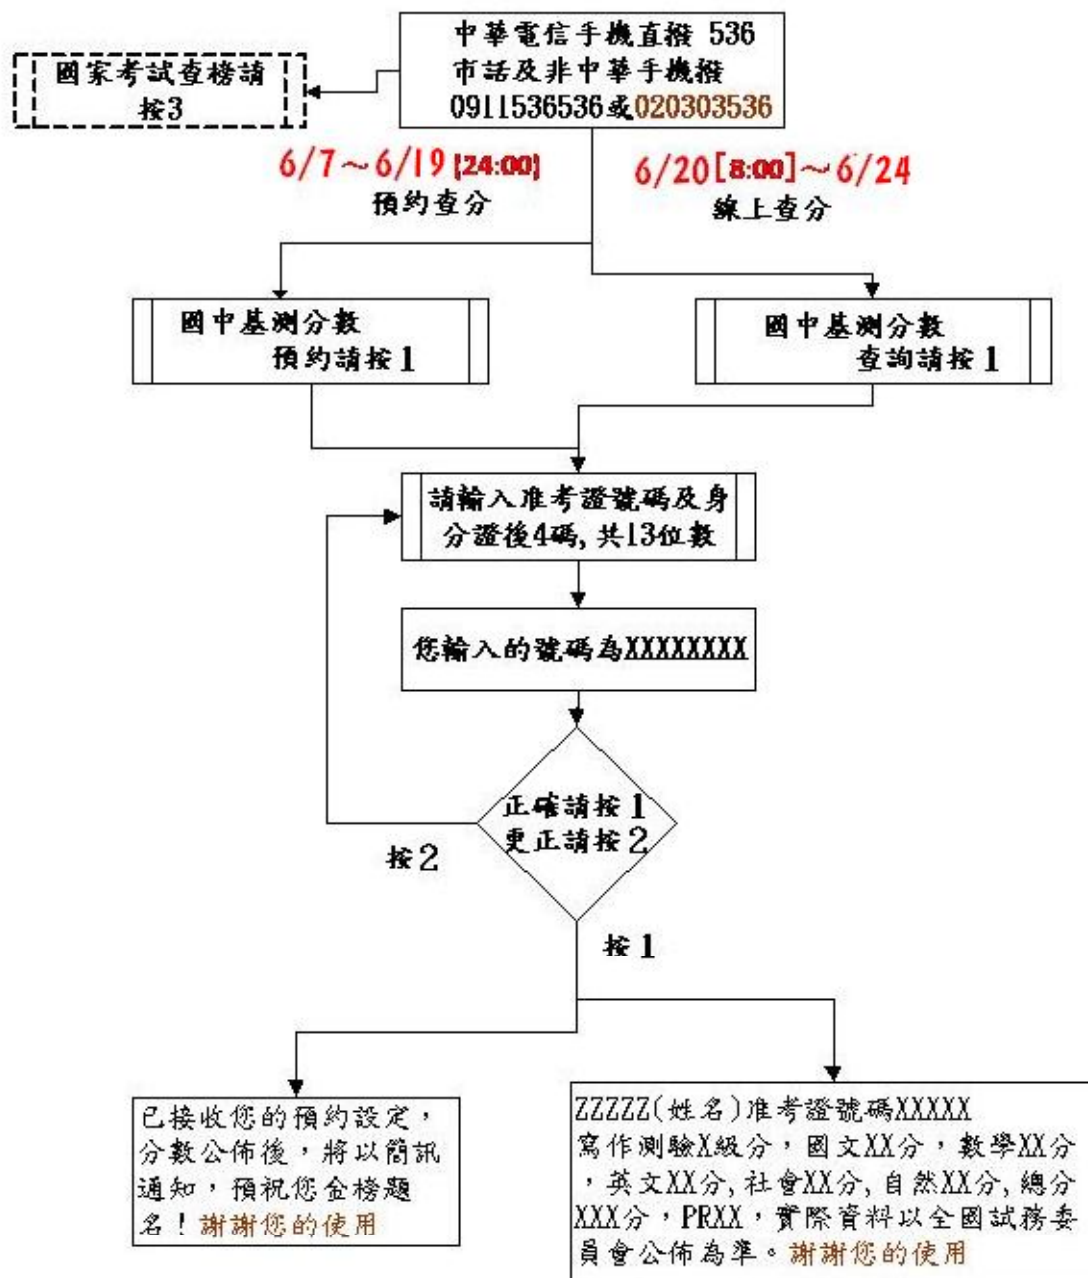 中華電信手機直撥 536
市話及非中華手機撥
0911536536或020303536
國家考試查榜請
按3
6/7～6/19 [24:00]
預約查分
6/20[8:00]～6/24
線上查分
國中基測分數
預約請按1
國中基測分數
查詢請按1
請輸入准考證號碼及身
分證後4碼,共13位數
您輸入的號碼為XXXXXXXX
正確請按1
更正請按2
按2
按1
已接收您的預約設定，
分數公佈後，將以簡訊
通知，預祝您金榜題
名！謝謝您的使用
ZZZZZ(姓名)准考證號碼XXXXX
寫作測驗X級分，國文XX分，數學XX分
，英文XX分,社會XX分,自然XX分,總分
XXX分，PRXX，實際資料以全國試務委
員會公佈為準。謝謝您的使用